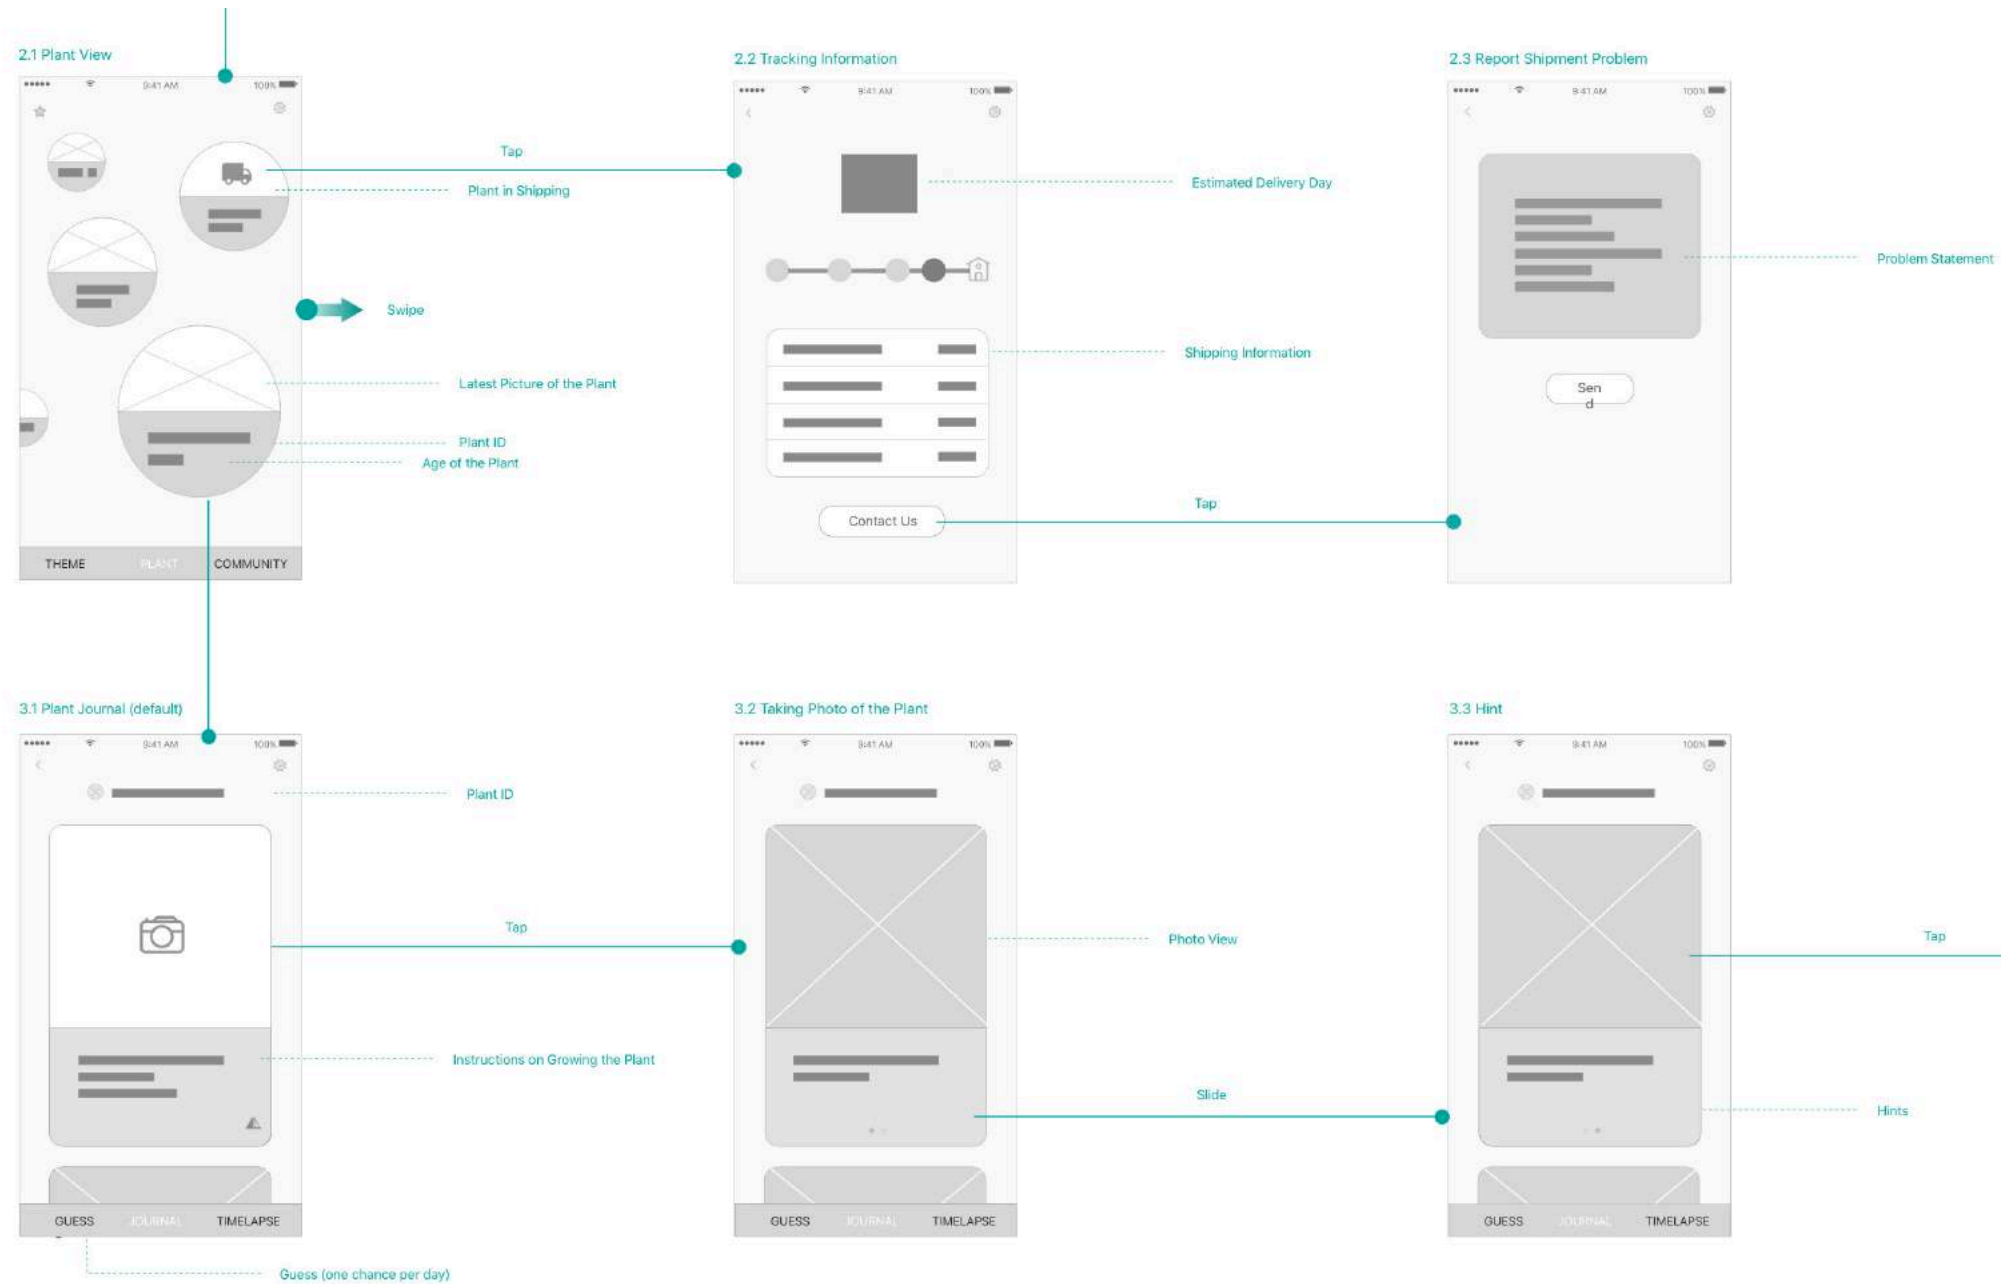 2.1 Plant View
9:41 AM
100%
Tap
Plant in Shipping
Swipe
Latest Picture of the Plant
Plant ID
Age of the Plant
THEME
PLANT
COMMUNITY
2.2 Tracking Information
9:41 AM
100%
Estimated Delivery Day
Shipping Information
Contact Us
Tap
2.3 Report Shipment Problem
9:41 AM
100%
Problem Statement
Sen
d
3.1 Plant Journal (default)
9:41 AM
100%
Plant ID
Tap
Instructions on Growing the Plant
GUESS
JOURNAL
TIMELAPSE
Guess (one chance per day)
3.2 Taking Photo of the Plant
9:41 AM
100%
Photo View
Slide
GUESS
JOURNAL
TIMELAPSE
3.3 Hint
9:41 AM
100%
Tap
Hints
GUESS
JOURNAL
TIMELAPSE